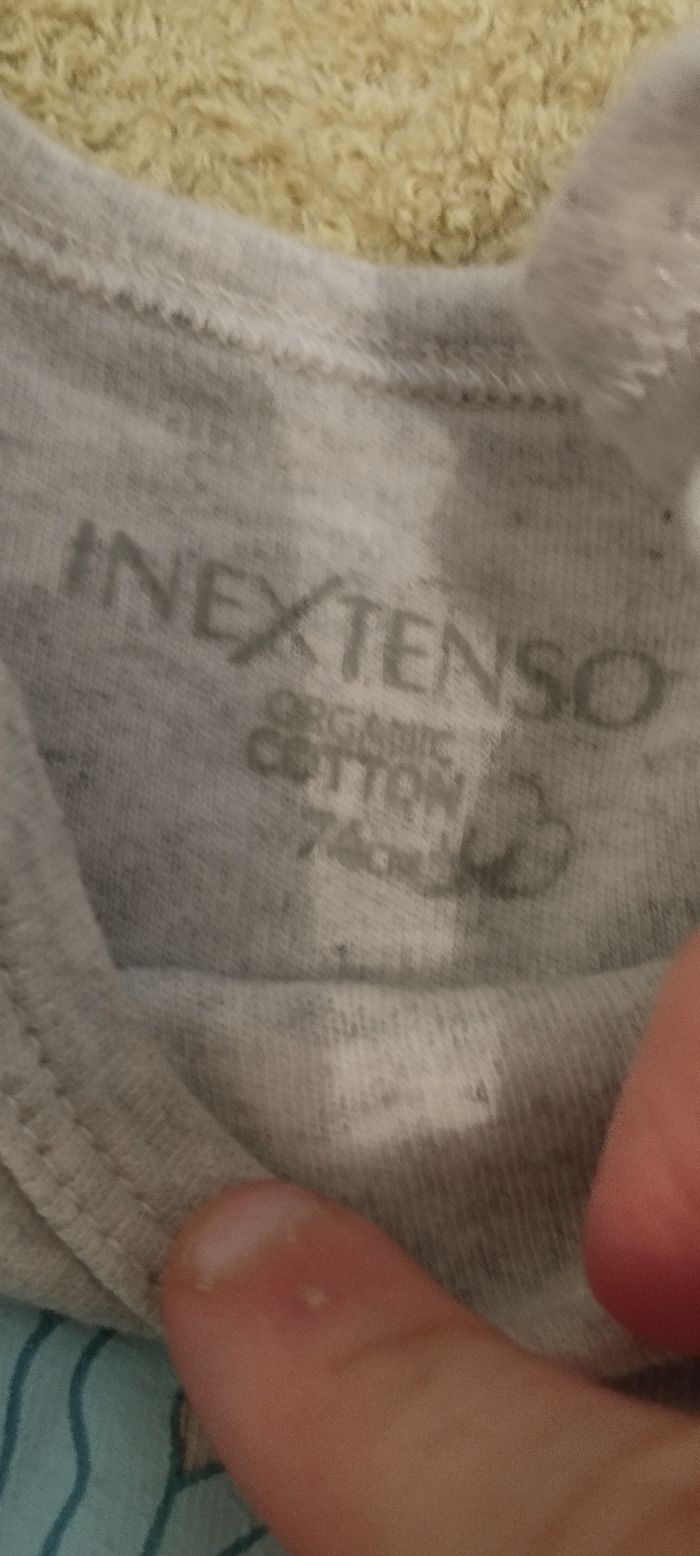 INEXTENSO
ORGANIC
COTTON
74cm